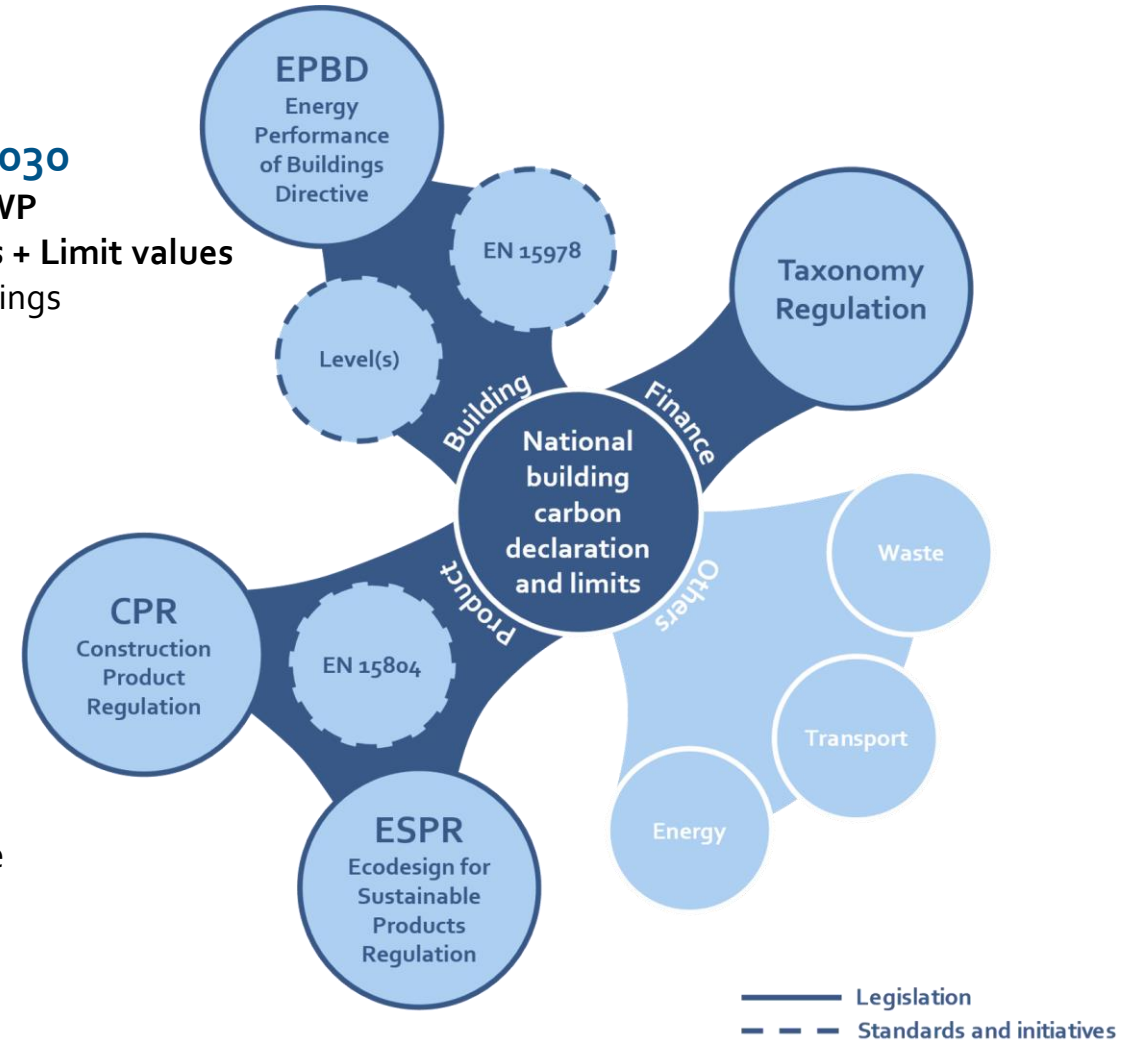 EPBD
Energy
Performance
of Buildings
Directive
030
WP
s + Limit values
ings
EN 15978
Level(s)
Taxonomy
Regulation
Building
Finance
National
building
carbon
declaration
and limits
Product
Others
Waste
Transport
Energy
CPR
Construction
Product
Regulation
EN 15804
e
ESPR
Ecodesign for
Sustainable
Products
Regulation
Legislation
Standards and initiatives